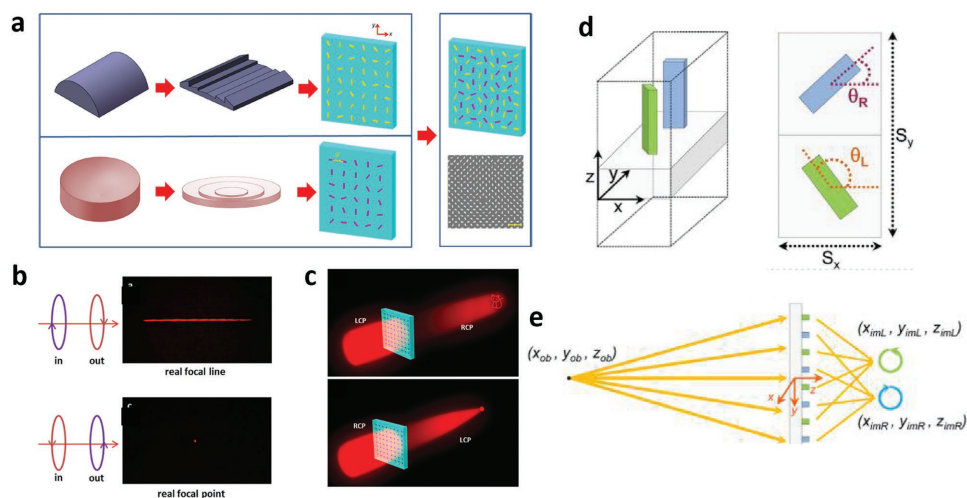 a
y
x
b
in
out
a
real focal line
in
out
c
real focal point
c
LCP
RCP
RCP
LCP
d
z
y
x
θR
θL
Sy
Sx
e
(xob, yob, zob)
x
y
z
(ximL, yimL, zimL)
(ximR, yimR, zimR)